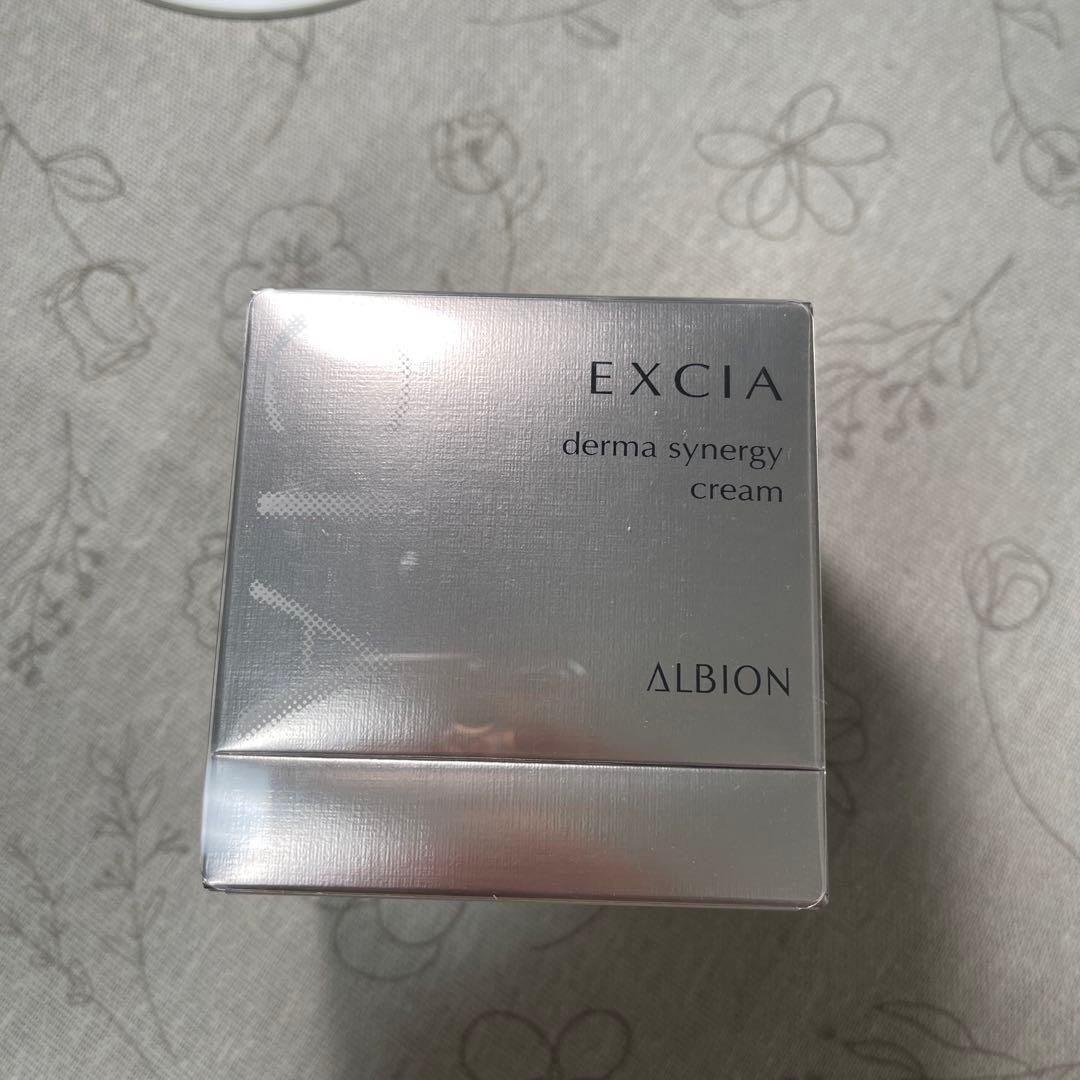 EXCIA
derma synergy
cream
ALBION